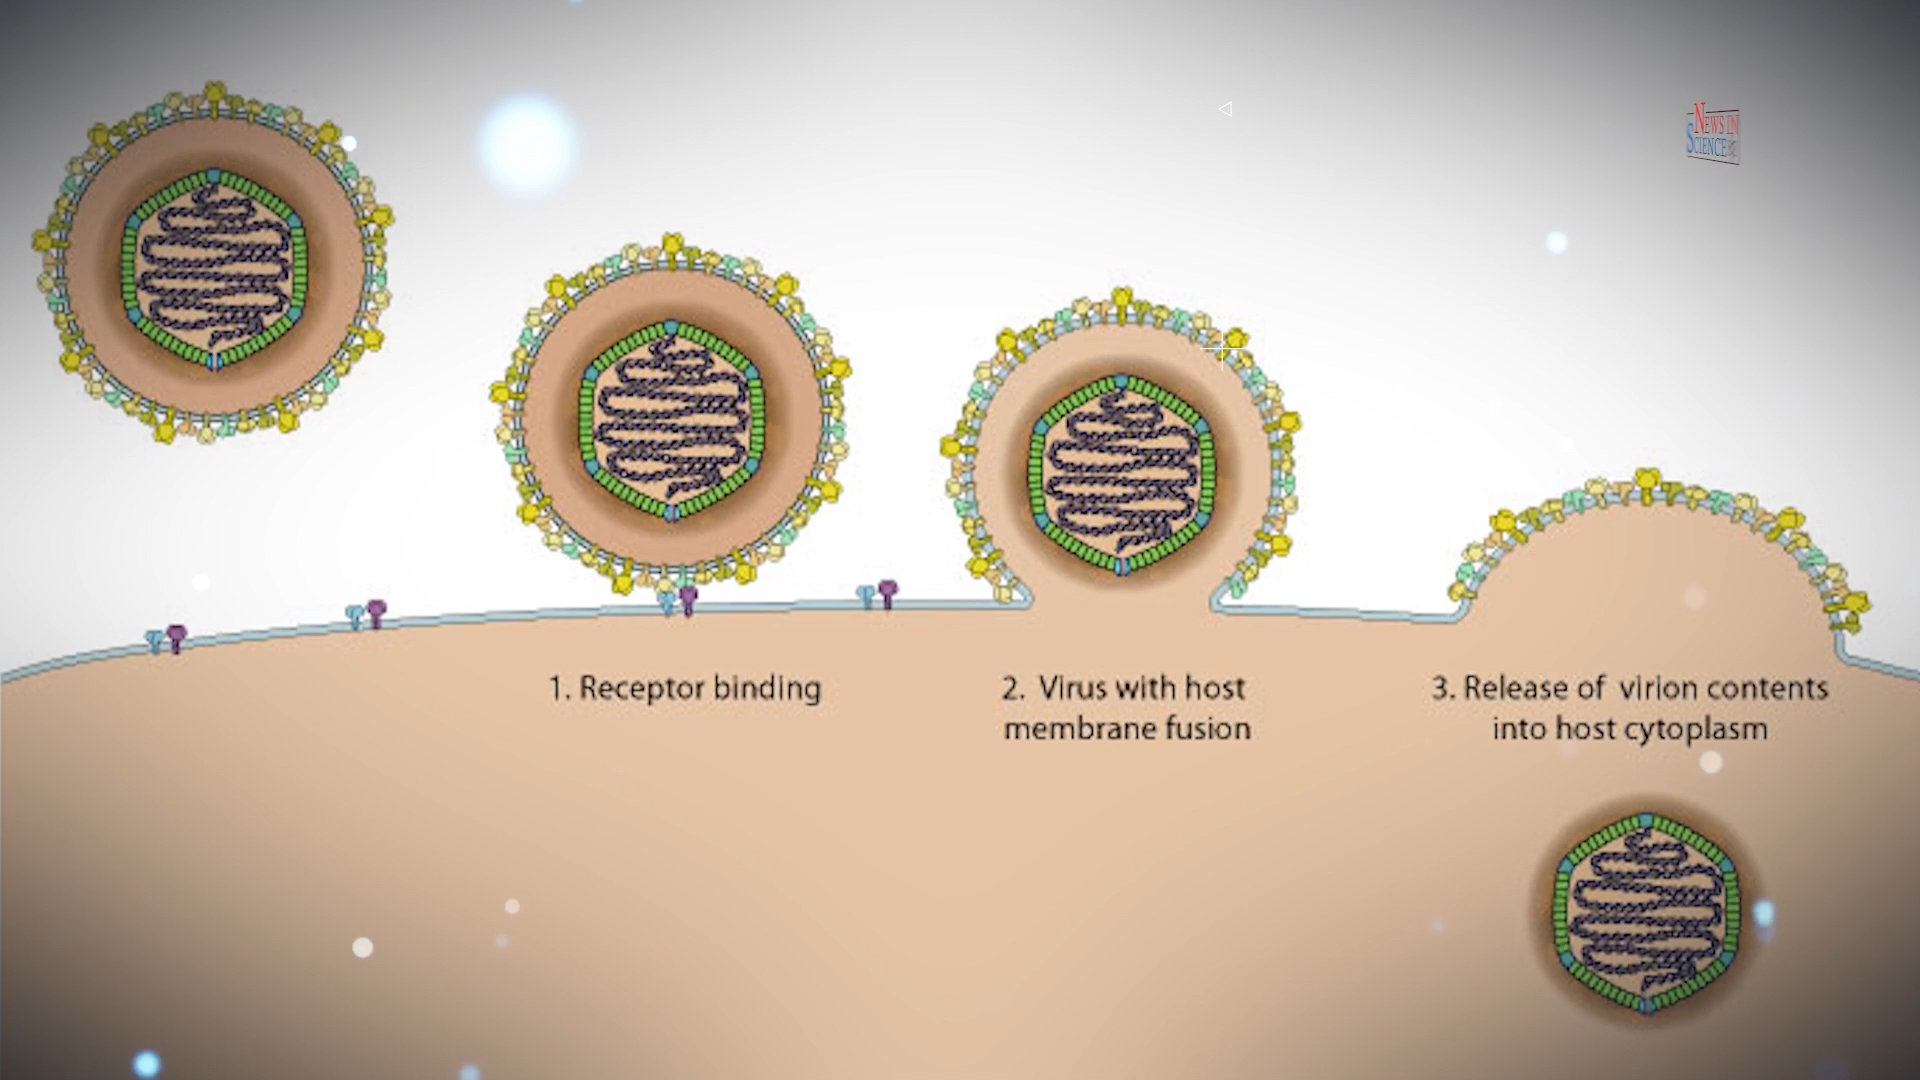 NEWS IN
SCIENCE
1. Receptor binding
2. Virus with host
membrane fusion
3. Release of virion contents
into host cytoplasm